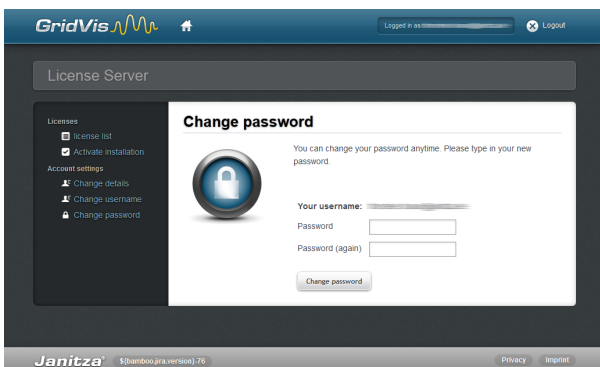 GridVis
Logged in as
Logout
License Server
Licenses
license list
Activate installation
Account settings
Change details
Change username
Change password
Change password
You can change your password anytime. Please type in your new
password.
Your username:
Password
Password (again)
Change password
Janitza®
${bamboo.jira.version}-76
Privacy
Imprint